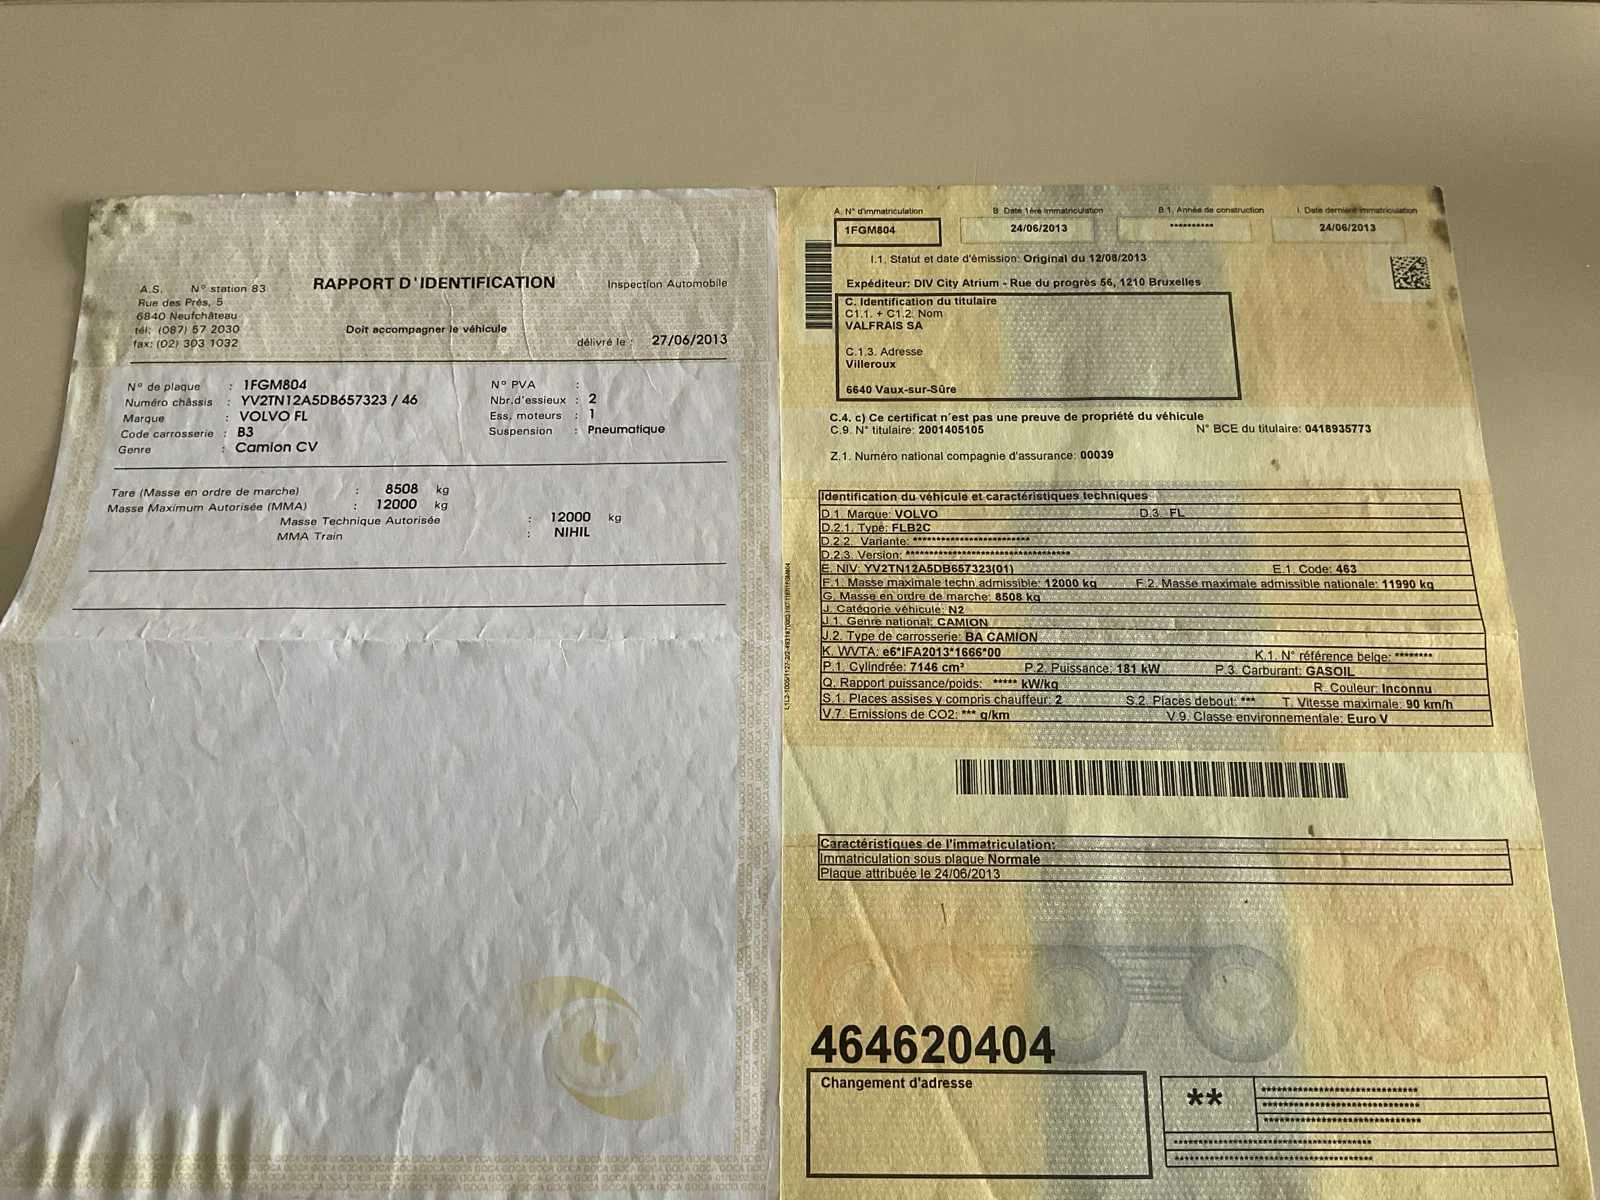 RAPPORT D'IDENTIFICATION
Inspection Automobile
A.S. N° station 83
Rue des Prés, 5
6840 Neufchâteau
tél: (087) 57 2030
fax: (02) 303 1032
Doit accompagner le véhicule
délivré le : 27/06/2013
N° de plaque : 1FGM804
Numéro châssis : YV2TN12A5DB657323 / 46
Marque : VOLVO FL
Code carrosserie : B3
Genre : Camion CV
N° PVA :
Nbr.d'essieux : 2
Ess. moteurs : 1
Suspension : Pneumatique
Tare (Masse en ordre de marche) : 8508 kg
Masse Maximum Autorisée (MMA) : 12000 kg
Masse Technique Autorisée : 12000 kg
MMA Train : NIHIL
A. N° d'immatriculation
1FGM804
B. Date 1ère immatriculation
24/06/2013
B.1. Année de construction
**********
I. Date dernière immatriculation
24/06/2013
I.1. Statut et date d'émission: Original du 12/08/2013
Expéditeur: DIV City Atrium - Rue du progrès 56, 1210 Bruxelles
C. Identification du titulaire
C1.1. + C1.2. Nom
VALFRAIS SA
C.1.3. Adresse
Villeroux
6640 Vaux-sur-Sûre
C.4. c) Ce certificat n'est pas une preuve de propriété du véhicule
C.9. N° titulaire: 2001405105 N° BCE du titulaire: 0418935773
Z.1. Numéro national compagnie d'assurance: 00039
Identification du véhicule et caractéristiques techniques
D.1. Marque: VOLVO D.3. FL
D.2.1. Type: FLB2C
D.2.2. Variante: *************************
D.2.3. Version: ***********************************
E. NIV: YV2TN12A5DB657323(01) E.1. Code: 463
F.1. Masse maximale techn.admissible: 12000 kg F.2. Masse maximale admissible nationale: 11990 kg
G. Masse en ordre de marche: 8508 kg
J. Catégorie véhicule: N2
J.1. Genre national: CAMION
J.2. Type de carrosserie: BA CAMION
K. WVTA: e6*IFA2013*1666*00 K.1. N° référence belge: ********
P.1. Cylindrée: 7146 cm³ P.2. Puissance: 181 kW P.3. Carburant: GASOIL
Q. Rapport puissance/poids: ***** kW/kg R. Couleur: Inconnu
S.1. Places assises y compris chauffeur: 2 S.2. Places debout: *** T. Vitesse maximale: 90 km/h
V.7. Emissions de CO2: *** g/km V.9. Classe environnementale: Euro V
Caractéristiques de l'immatriculation:
Immatriculation sous plaque Normale
Plaque attribuée le 24/06/2013
464620404
Changement d'adresse
**